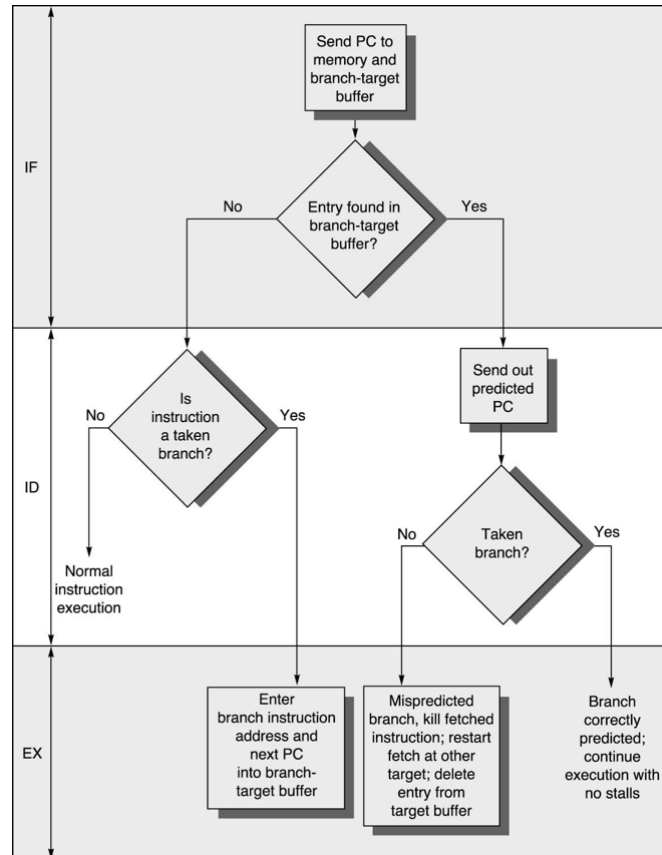 Send PC to
memory and
branch-target
buffer
IF
No
Entry found in
branch-target
buffer?
Yes
No
Is
instruction
a taken
branch?
Yes
Send out
predicted
PC
ID
Normal
instruction
execution
No
Taken
branch?
Yes
EX
Enter
branch instruction
address and
next PC
into branch-
target buffer
Mispredicted
branch, kill fetched
instruction; restart
fetch at other
target; delete
entry from
target buffer
Branch
correctly
predicted;
continue
execution with
no stalls